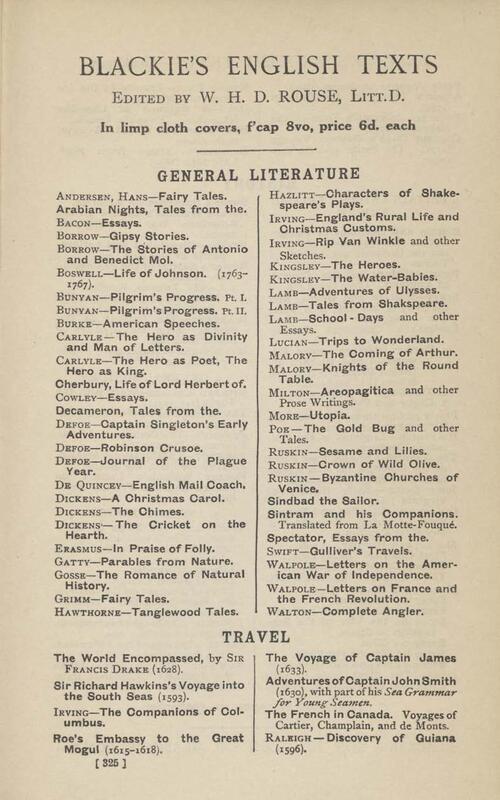 BLACKIE'S ENGLISH TEXTS
EDITED BY W. H. D. ROUSE, LITT.D.
In limp cloth covers, f'cap 8vo, price 6d. each
GENERAL LITERATURE
ANDERSEN, HANS—Fairy Tales.
Arabian Nights, Tales from the.
BACON—Essays.
BORROW—Gipsy Stories.
BORROW—The Stories of Antonio
and Benedict Mol.
BOSWELL—Life of Johnson. (1763-
1767).
BUNYAN—Pilgrim's Progress. Pt. I.
BUNYAN—Pilgrim's Progress. Pt. II.
BURKE—American Speeches.
CARLYLE—The Hero as Divinity
and Man of Letters.
CARLYLE—The Hero as Poet, The
Hero as King.
Cherbury, Life of Lord Herbert of.
COWLEY—Essays.
Decameron, Tales from the.
DEFOE—Captain Singleton's Early
Adventures.
DEFOE—Robinson Crusoe.
DEFOE—Journal of the Plague
Year.
DE QUINCEY—English Mail Coach.
DICKENS—A Christmas Carol.
DICKENS—The Chimes.
DICKENS—The Cricket on the
Hearth.
ERASMUS—In Praise of Folly.
GATTY—Parables from Nature.
GOSSE—The Romance of Natural
History.
GRIMM—Fairy Tales.
HAWTHORNE—Tanglewood Tales.
HAZLITT—Characters of Shake-
speare's Plays.
IRVING—England's Rural Life and
Christmas Customs.
IRVING—Rip Van Winkle and other
Sketches.
KINGSLEY—The Heroes.
KINGSLEY—The Water-Babies.
LAMB—Adventures of Ulysses.
LAMB—Tales from Shakspeare.
LAMB—School-Days and other
Essays.
LUCIAN—Trips to Wonderland.
MALORY—The Coming of Arthur.
MALORY—Knights of the Round
Table.
MILTON—Areopagitica and other
Prose Writings.
MORE—Utopia.
POE—The Gold Bug and other
Tales.
RUSKIN—Sesame and Lilies.
RUSKIN—Crown of Wild Olive.
RUSKIN—Byzantine Churches of
Venice.
Sindbad the Sailor.
Sintram and his Companions.
Translated from La Motte-Fouqué.
Spectator, Essays from the.
SWIFT—Gulliver's Travels.
WALPOLE—Letters on the Amer-
ican War of Independence.
WALPOLE—Letters on France and
the French Revolution.
WALTON—Complete Angler.
TRAVEL
The World Encompassed, by SIR
FRANCIS DRAKE (1628).
Sir Richard Hawkins's Voyage into
the South Seas (1593).
IRVING—The Companions of Col-
umbus.
Roe's Embassy to the Great
Mogul (1615-1618).
The Voyage of Captain James
(1633).
Adventures of Captain John Smith
(1630), with part of his Sea Grammar
for Young Seamen.
The French in Canada. Voyages of
Cartier, Champlain, and de Monts.
RALEIGH—Discovery of Guiana
(1596).
[ 325 ]